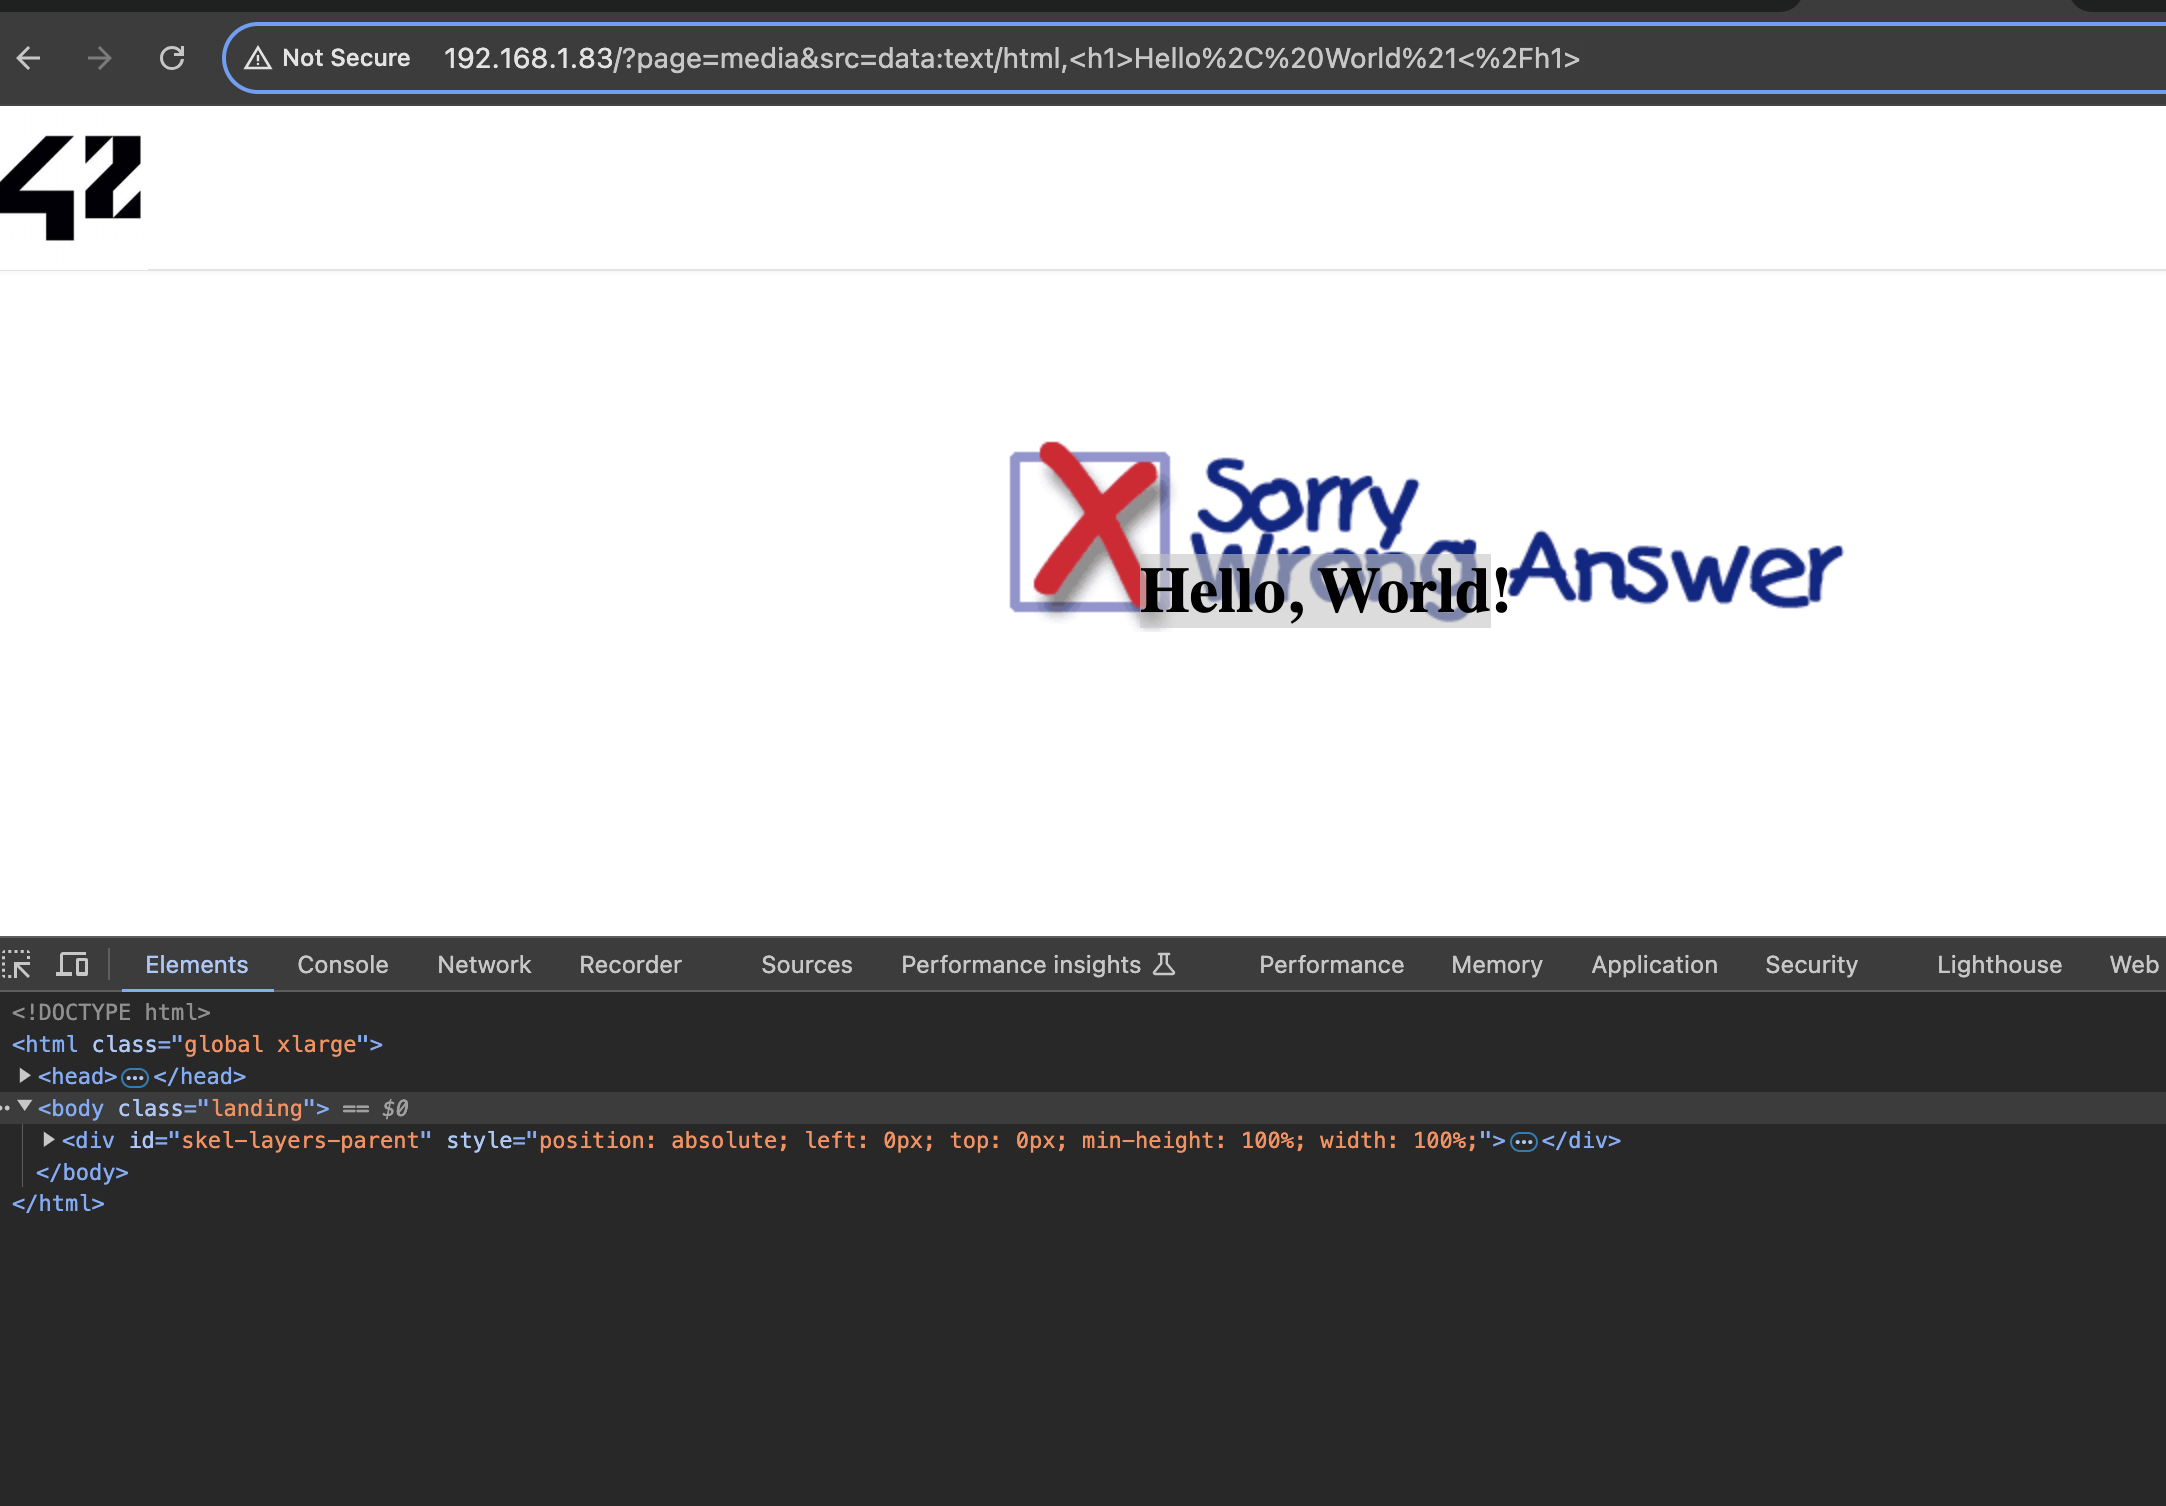 Not Secure 192.168.1.83/?page=media&src=data:text/html,<h1>Hello%2C%20World%21<%2Fh1>
42
Sorry
Wrong Answer
Hello, World!
Elements Console Network Recorder Sources Performance insights Performance Memory Application Security Lighthouse Web
<!DOCTYPE html>
<html class="global xlarge">
<head>…</head>
<body class="landing"> == $0
<div id="skel-layers-parent" style="position: absolute; left: 0px; top: 0px; min-height: 100%; width: 100%;">…</div>
</body>
</html>